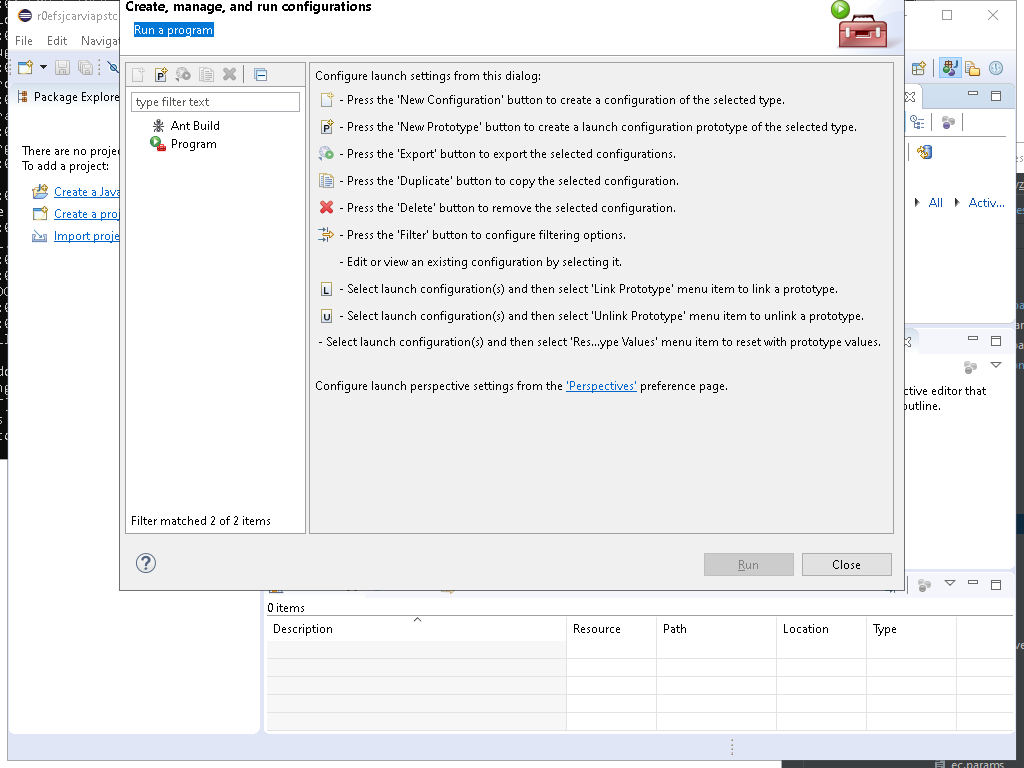 Create, manage, and run configurations
r0efsjcarviapstc
Run a program
File Edit Naviga
Package Explore
type filter text
Ant Build
Program
Filter matched 2 of 2 items
There are no projec
To add a project:
Create a Java
Create a proj
Import proje
Configure launch settings from this dialog:
- Press the 'New Configuration' button to create a configuration of the selected type.
- Press the 'New Prototype' button to create a launch configuration prototype of the selected type.
- Press the 'Export' button to export the selected configurations.
- Press the 'Duplicate' button to copy the selected configuration.
- Press the 'Delete' button to remove the selected configuration.
- Press the 'Filter' button to configure filtering options.
- Edit or view an existing configuration by selecting it.
- Select launch configuration(s) and then select 'Link Prototype' menu item to link a prototype.
- Select launch configuration(s) and then select 'Unlink Prototype' menu item to unlink a prototype.
- Select launch configuration(s) and then select 'Res...ype Values' menu item to reset with prototype values.
Configure launch perspective settings from the 'Perspectives' preference page.
Run Close
All Activ...
ctive editor that
outline.
0 items
Description Resource Path Location Type
ec.params